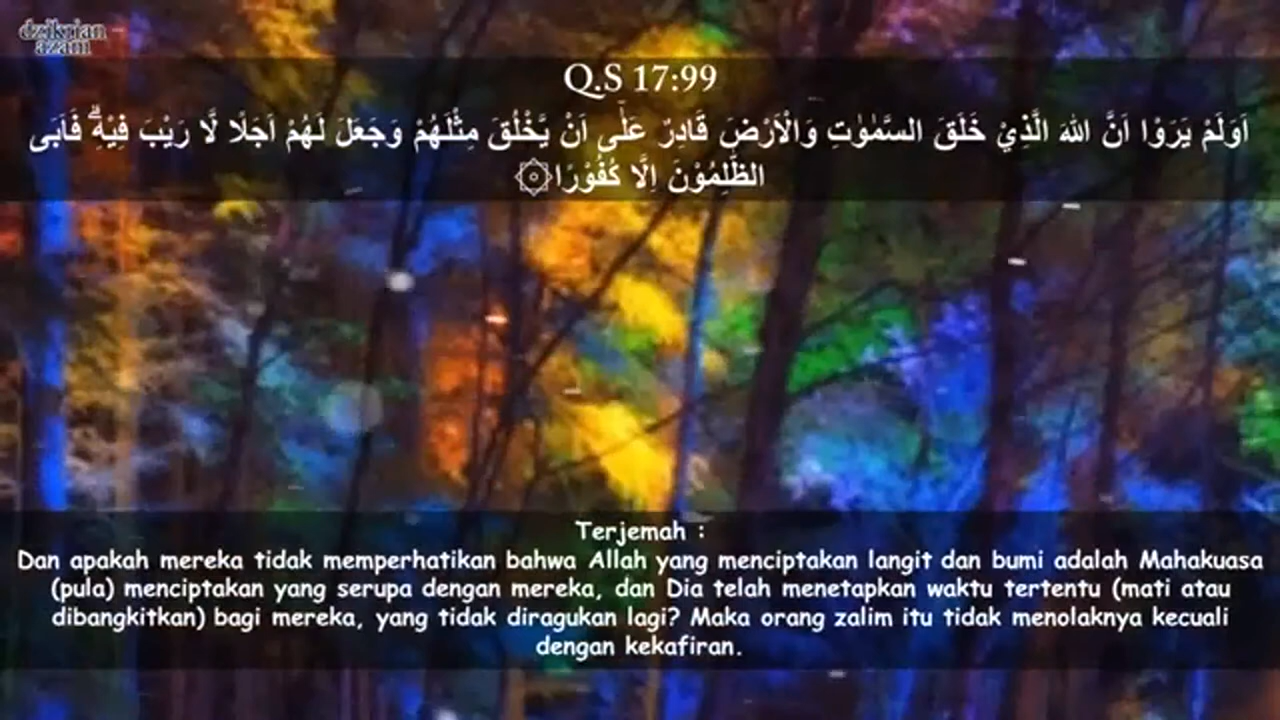 dzikrian
azam
Q.S 17:99
اَوَلَمْ يَرَوْا اَنَّ اللّٰهَ الَّذِيْ خَلَقَ السَّمٰوٰتِ وَالْاَرْضَ قَادِرٌ عَلٰٓى اَنْ يَّخْلُقَ مِثْلَهُمْ وَجَعَلَ لَهُمْ اَجَلًا لَّا رَيْبَ فِيْهِۗ فَاَبَى
الظّٰلِمُوْنَ اِلَّا كُفُوْرًا۞
Terjemah :
Dan apakah mereka tidak memperhatikan bahwa Allah yang menciptakan langit dan bumi adalah Mahakuasa
(pula) menciptakan yang serupa dengan mereka, dan Dia telah menetapkan waktu tertentu (mati atau
dibangkitkan) bagi mereka, yang tidak diragukan lagi? Maka orang zalim itu tidak menolaknya kecuali
dengan kekafiran.